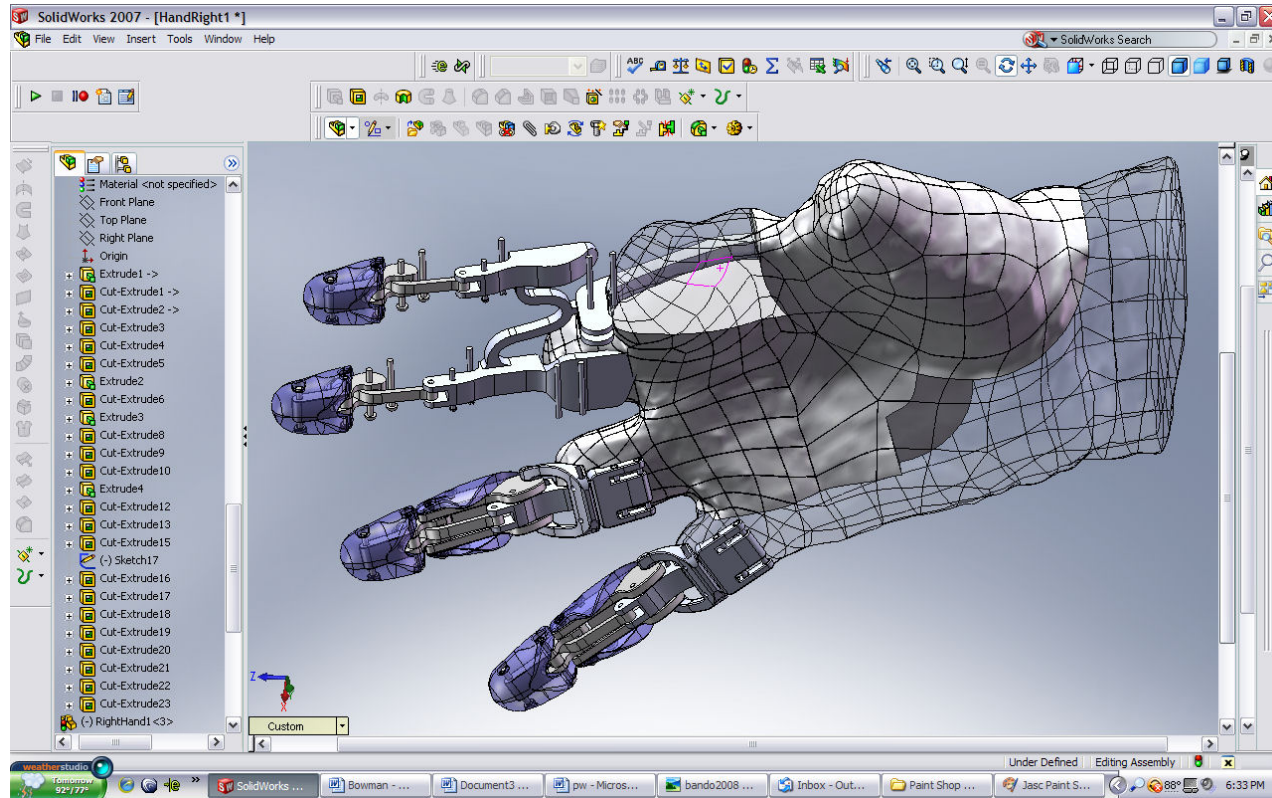 SolidWorks 2007 - [HandRight1 *]
File Edit View Insert Tools Window Help
SolidWorks Search
ABC
Material <not specified>
Front Plane
Top Plane
Right Plane
Origin
Extrude1 ->
Cut-Extrude1 ->
Cut-Extrude2 ->
Cut-Extrude3
Cut-Extrude4
Cut-Extrude5
Extrude2
Cut-Extrude6
Extrude3
Cut-Extrude8
Cut-Extrude9
Cut-Extrude10
Extrude4
Cut-Extrude12
Cut-Extrude13
Cut-Extrude15
(-) Sketch17
Cut-Extrude16
Cut-Extrude17
Cut-Extrude18
Cut-Extrude19
Cut-Extrude20
Cut-Extrude21
Cut-Extrude22
Cut-Extrude23
(-) RightHand1<3>
Z
X
Custom
Under Defined Editing Assembly
weatherstudio
Tomorrow
92°/77°
SolidWorks ...
Bowman - ...
Document3 ...
pw - Micros...
bando2008 ...
Inbox - Out...
Paint Shop ...
Jasc Paint S...
88°
6:33 PM